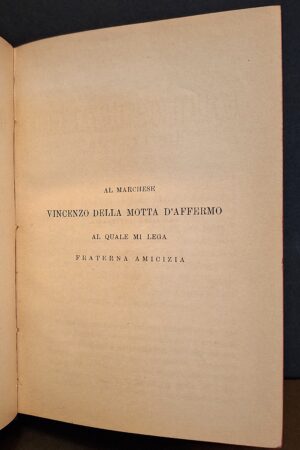 AL MARCHESE
VINCENZO DELLA MOTTA D'AFFERMO
AL QUALE MI LEGA
FRATERNA AMICIZIA